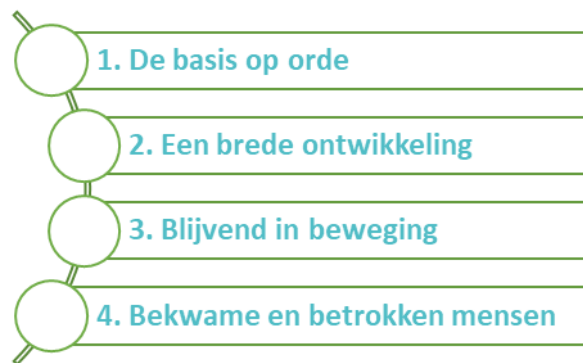 1. De basis op orde
2. Een brede ontwikkeling
3. Blijvend in beweging
4. Bekwame en betrokken mensen